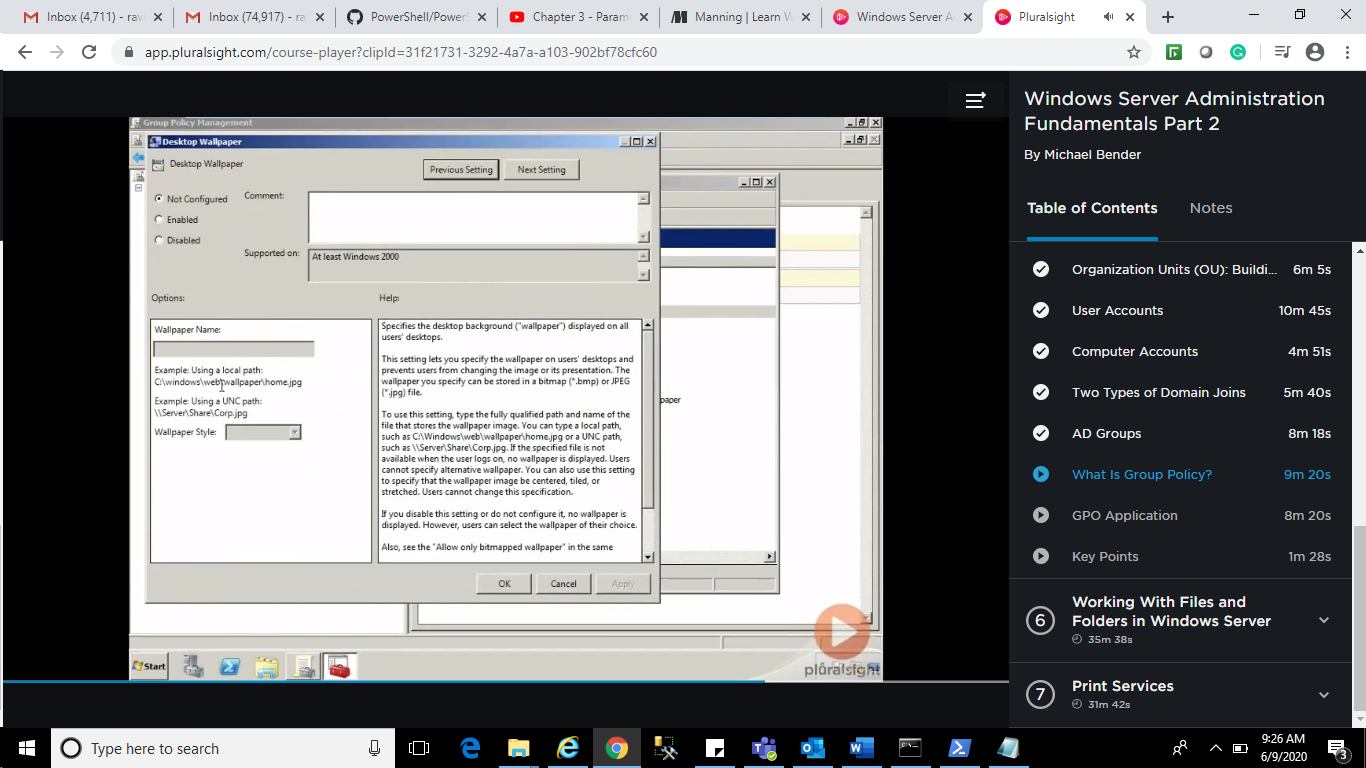 Inbox (4,711) - rav
Inbox (74,917) - ra
PowerShell/Power
Chapter 3 - Param
Manning | Learn W
Windows Server A
Pluralsight
app.pluralsight.com/course-player?clipId=31f21731-3292-4a7a-a103-902bf78cfc60
Group Policy Management
Desktop Wallpaper
Desktop Wallpaper
Previous Setting
Next Setting
Not Configured
Comment:
Enabled
Disabled
Supported on:
At least Windows 2000
Options:
Help:
Wallpaper Name:
Example: Using a local path:
C:\windows\web\wallpaper\home.jpg
Example: Using a UNC path:
\\Server\Share\Corp.jpg
Wallpaper Style:
Specifies the desktop background ("wallpaper") displayed on all
users' desktops.
This setting lets you specify the wallpaper on users' desktops and
prevents users from changing the image or its presentation. The
wallpaper you specify can be stored in a bitmap (*.bmp) or JPEG
(*.jpg) file.
To use this setting, type the fully qualified path and name of the
file that stores the wallpaper image. You can type a local path,
such as C:\Windows\web\wallpaper\home.jpg or a UNC path,
such as \\Server\Share\Corp.jpg. If the specified file is not
available when the user logs on, no wallpaper is displayed. Users
cannot specify alternative wallpaper. You can also use this setting
to specify that the wallpaper image be centered, tiled, or
stretched. Users cannot change this specification.
If you disable this setting or do not configure it, no wallpaper is
displayed. However, users can select the wallpaper of their choice.
Also, see the "Allow only bitmapped wallpaper" in the same
paper
OK
Cancel
Apply
Start
pluralsight
Windows Server Administration
Fundamentals Part 2
By Michael Bender
Table of Contents
Notes
Organization Units (OU): Buildi... 6m 5s
User Accounts 10m 45s
Computer Accounts 4m 51s
Two Types of Domain Joins 5m 40s
AD Groups 8m 18s
What Is Group Policy? 9m 20s
GPO Application 8m 20s
Key Points 1m 28s
6
Working With Files and
Folders in Windows Server
35m 38s
7
Print Services
31m 42s
Type here to search
9:26 AM
6/9/2020
3